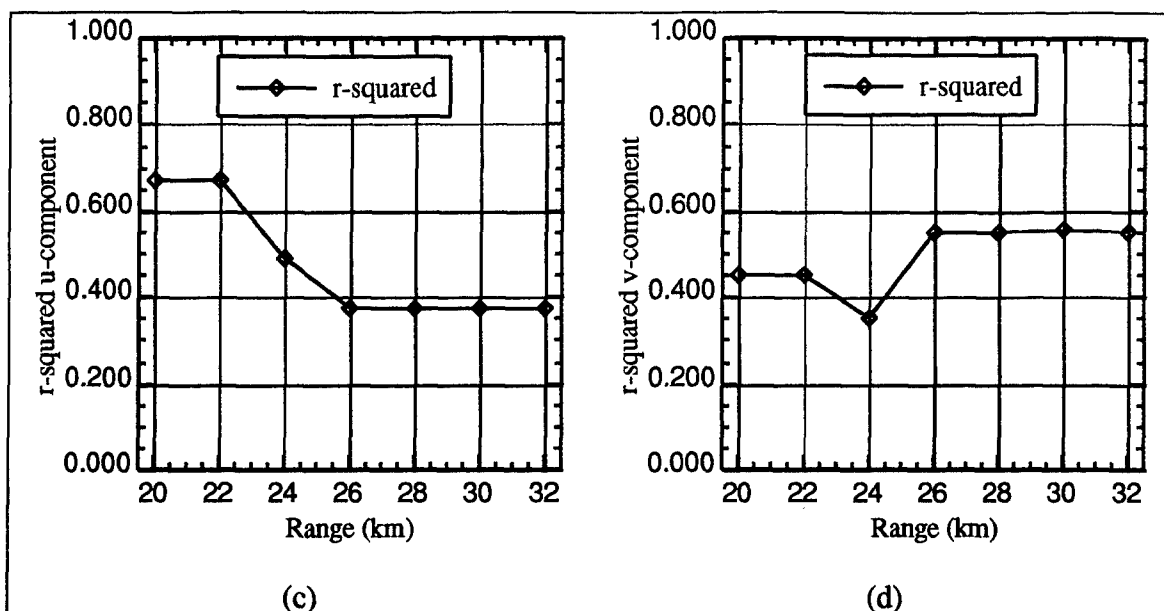 1.000
0.800
0.600
0.400
0.200
0.000
r-squared u-component
r-squared
20 22 24 26 28 30 32
Range (km)
(c)
1.000
0.800
0.600
0.400
0.200
0.000
r-squared v-component
r-squared
20 22 24 26 28 30 32
Range (km)
(d)